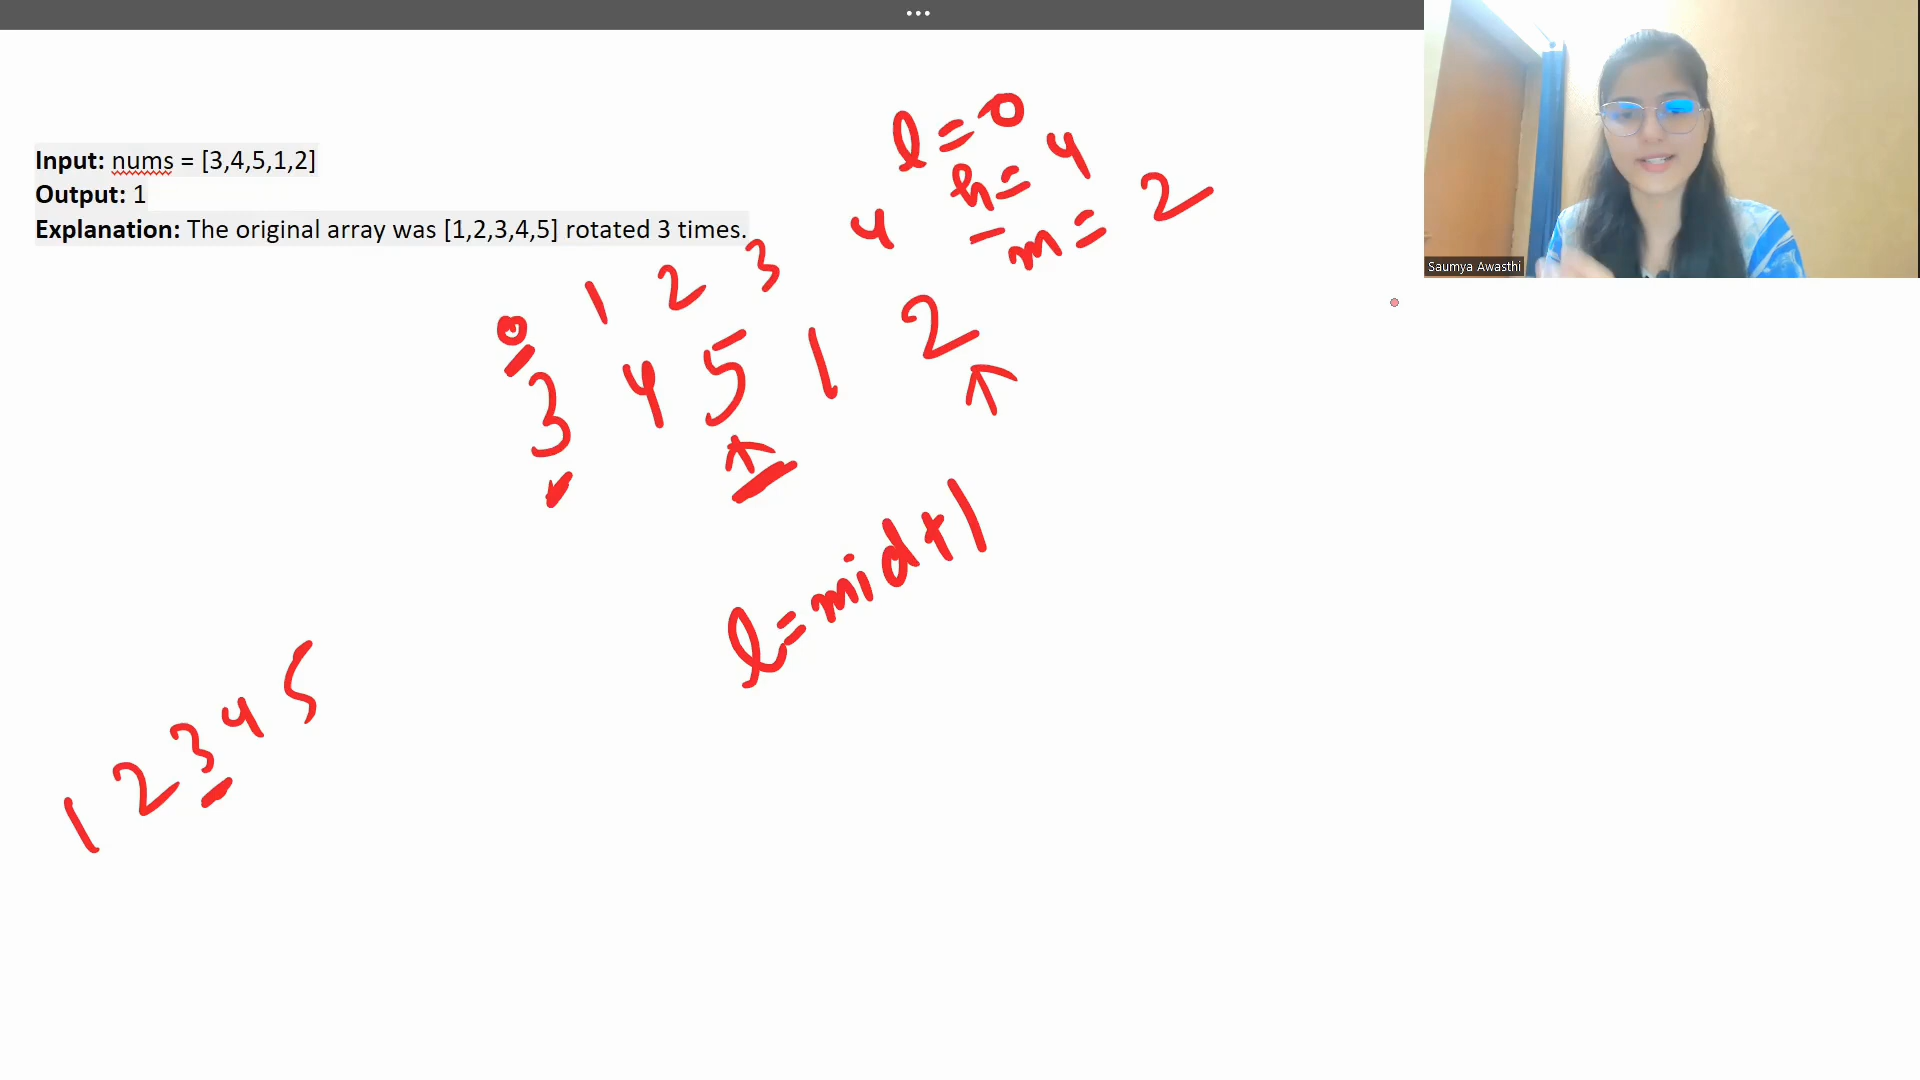 Input: nums = [3,4,5,1,2]
Output: 1
Explanation: The original array was [1,2,3,4,5] rotated 3 times.
Saumya Awasthi
l=0
h=4
m=2
0 1 2 3 4
3 4 5 1 2
l=mid+1
1 2 3 4 5